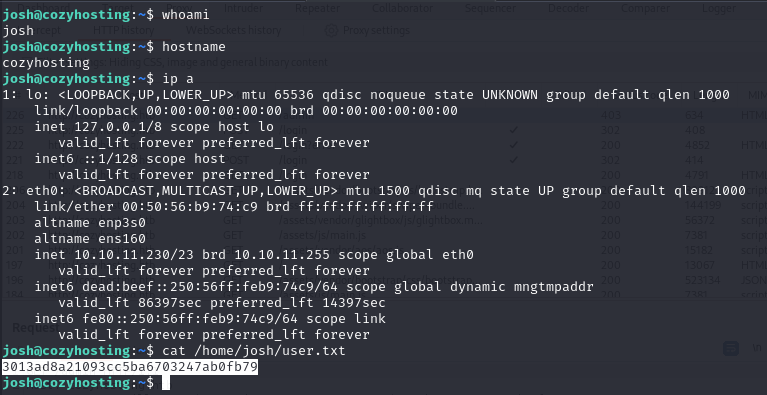 josh@cozyhosting:~$ whoami
josh
josh@cozyhosting:~$ hostname
cozyhosting
josh@cozyhosting:~$ ip a
1: lo: <LOOPBACK,UP,LOWER_UP> mtu 65536 qdisc noqueue state UNKNOWN group default qlen 1000
    link/loopback 00:00:00:00:00:00 brd 00:00:00:00:00:00
    inet 127.0.0.1/8 scope host lo
       valid_lft forever preferred_lft forever
    inet6 ::1/128 scope host
       valid_lft forever preferred_lft forever
2: eth0: <BROADCAST,MULTICAST,UP,LOWER_UP> mtu 1500 qdisc mq state UP group default qlen 1000
    link/ether 00:50:56:b9:74:c9 brd ff:ff:ff:ff:ff:ff
    altname enp3s0
    altname ens160
    inet 10.10.11.230/23 brd 10.10.11.255 scope global eth0
       valid_lft forever preferred_lft forever
    inet6 dead:beef::250:56ff:feb9:74c9/64 scope global dynamic mngtmpaddr
       valid_lft 86397sec preferred_lft 14397sec
    inet6 fe80::250:56ff:feb9:74c9/64 scope link
       valid_lft forever preferred_lft forever
josh@cozyhosting:~$ cat /home/josh/user.txt
3013ad8a21093cc5ba6703247ab0fb79
josh@cozyhosting:~$